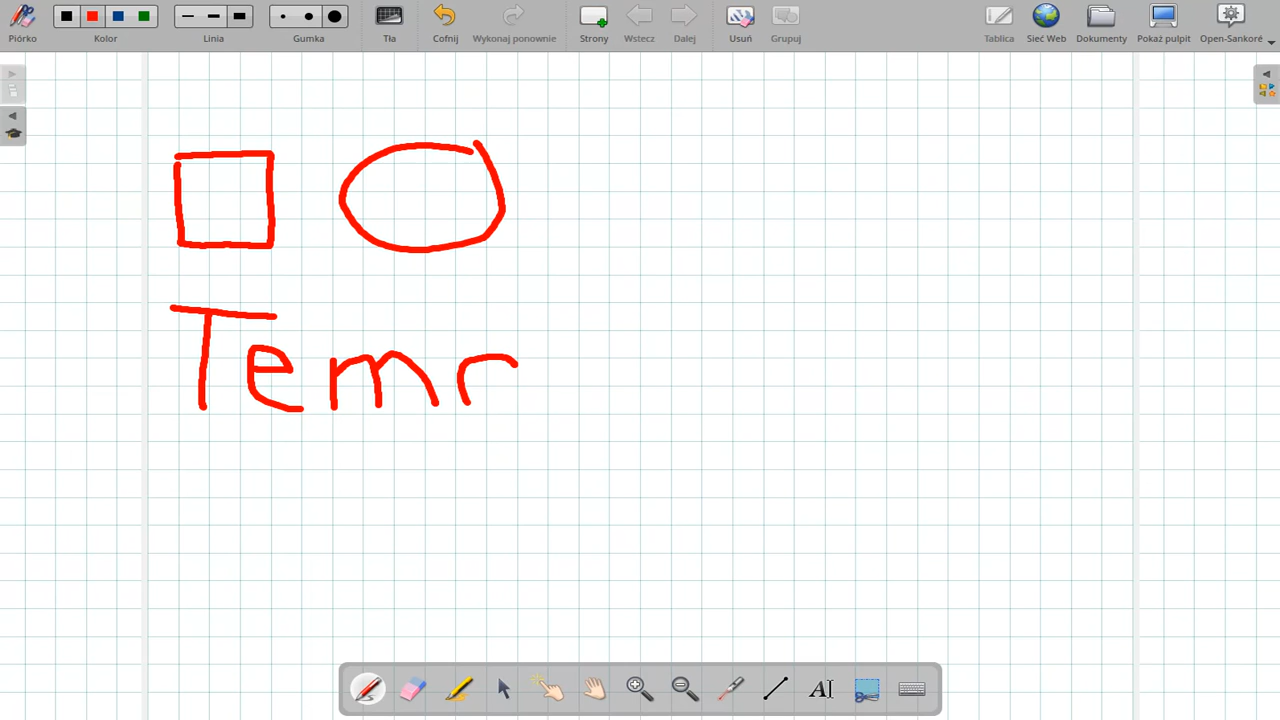 Piórko Kolor Linia Gumka Tła Cofnij Wykonaj ponownie Strony Wstecz Dalej Usuń Grupuj Tablica Sieć Web Dokumenty Pokaż pulpit Open-Sankoré
Temr
AI